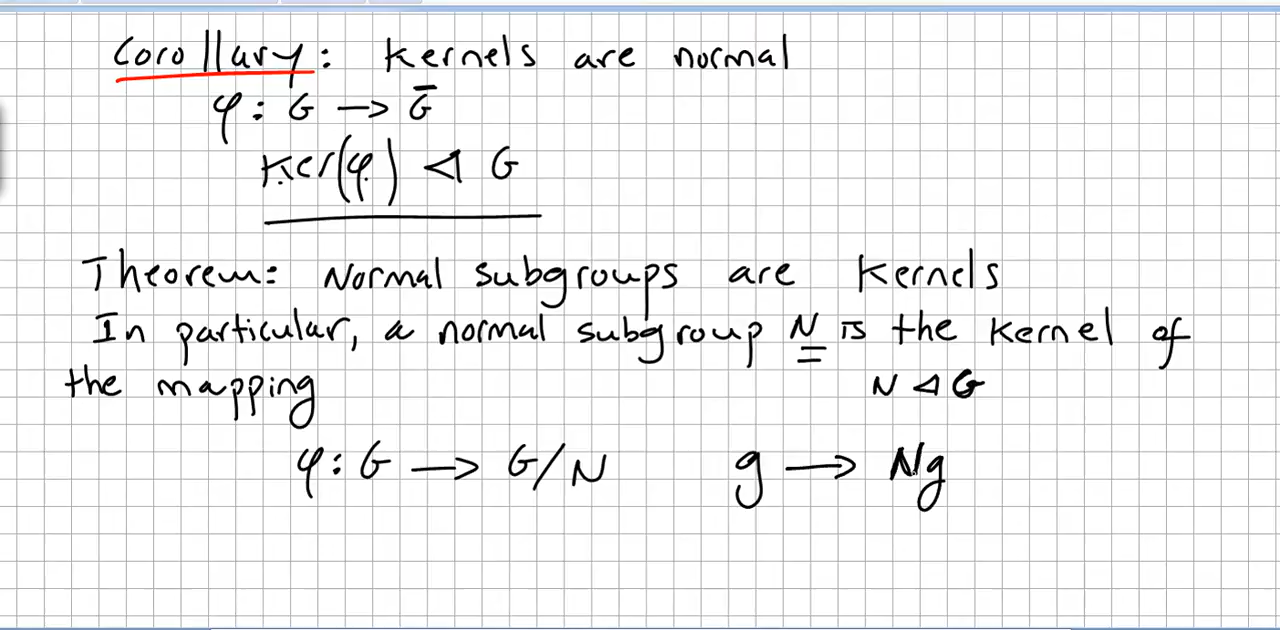 Corollary: Kernels are normal
φ: G → G̅
Ker(φ) ⊲ G
Theorem: Normal subgroups are Kernels
In particular, a normal subgroup N is the kernel of
the mapping N ⊲ G
φ: G → G/N g → Ng